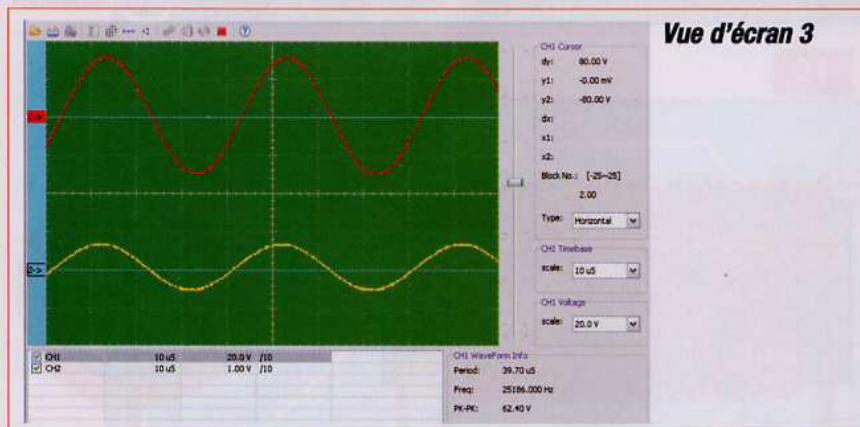 Vue d'écran 3
CH1 Cursor
dy: 80.00 V
y1: -0.00 mV
y2: -80.00 V
dx:
x1:
x2:
Block No.: [-25~25]
2.00
Type: Horizontal
CH1 Timebase
scale: 10 uS
CH1 Voltage
scale: 20.0 V
1->
2->
CH1 10 uS 20.0 V /10
CH2 10 uS 1.00 V /10
CH1 WaveForm Info
Period: 39.70 uS
Freq: 25186.000 Hz
PK-PK: 62.40 V